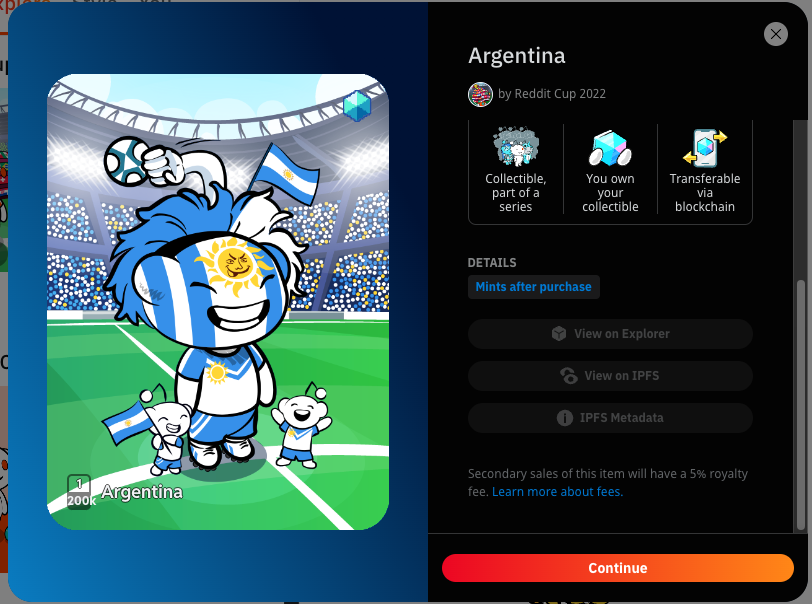 Argentina
by Reddit Cup 2022
Collectible,
part of a
series
You own
your
collectible
Transferable
via
blockchain
DETAILS
Mints after purchase
View on Explorer
View on IPFS
IPFS Metadata
Secondary sales of this item will have a 5% royalty
fee. Learn more about fees.
Continue
1
200k
Argentina